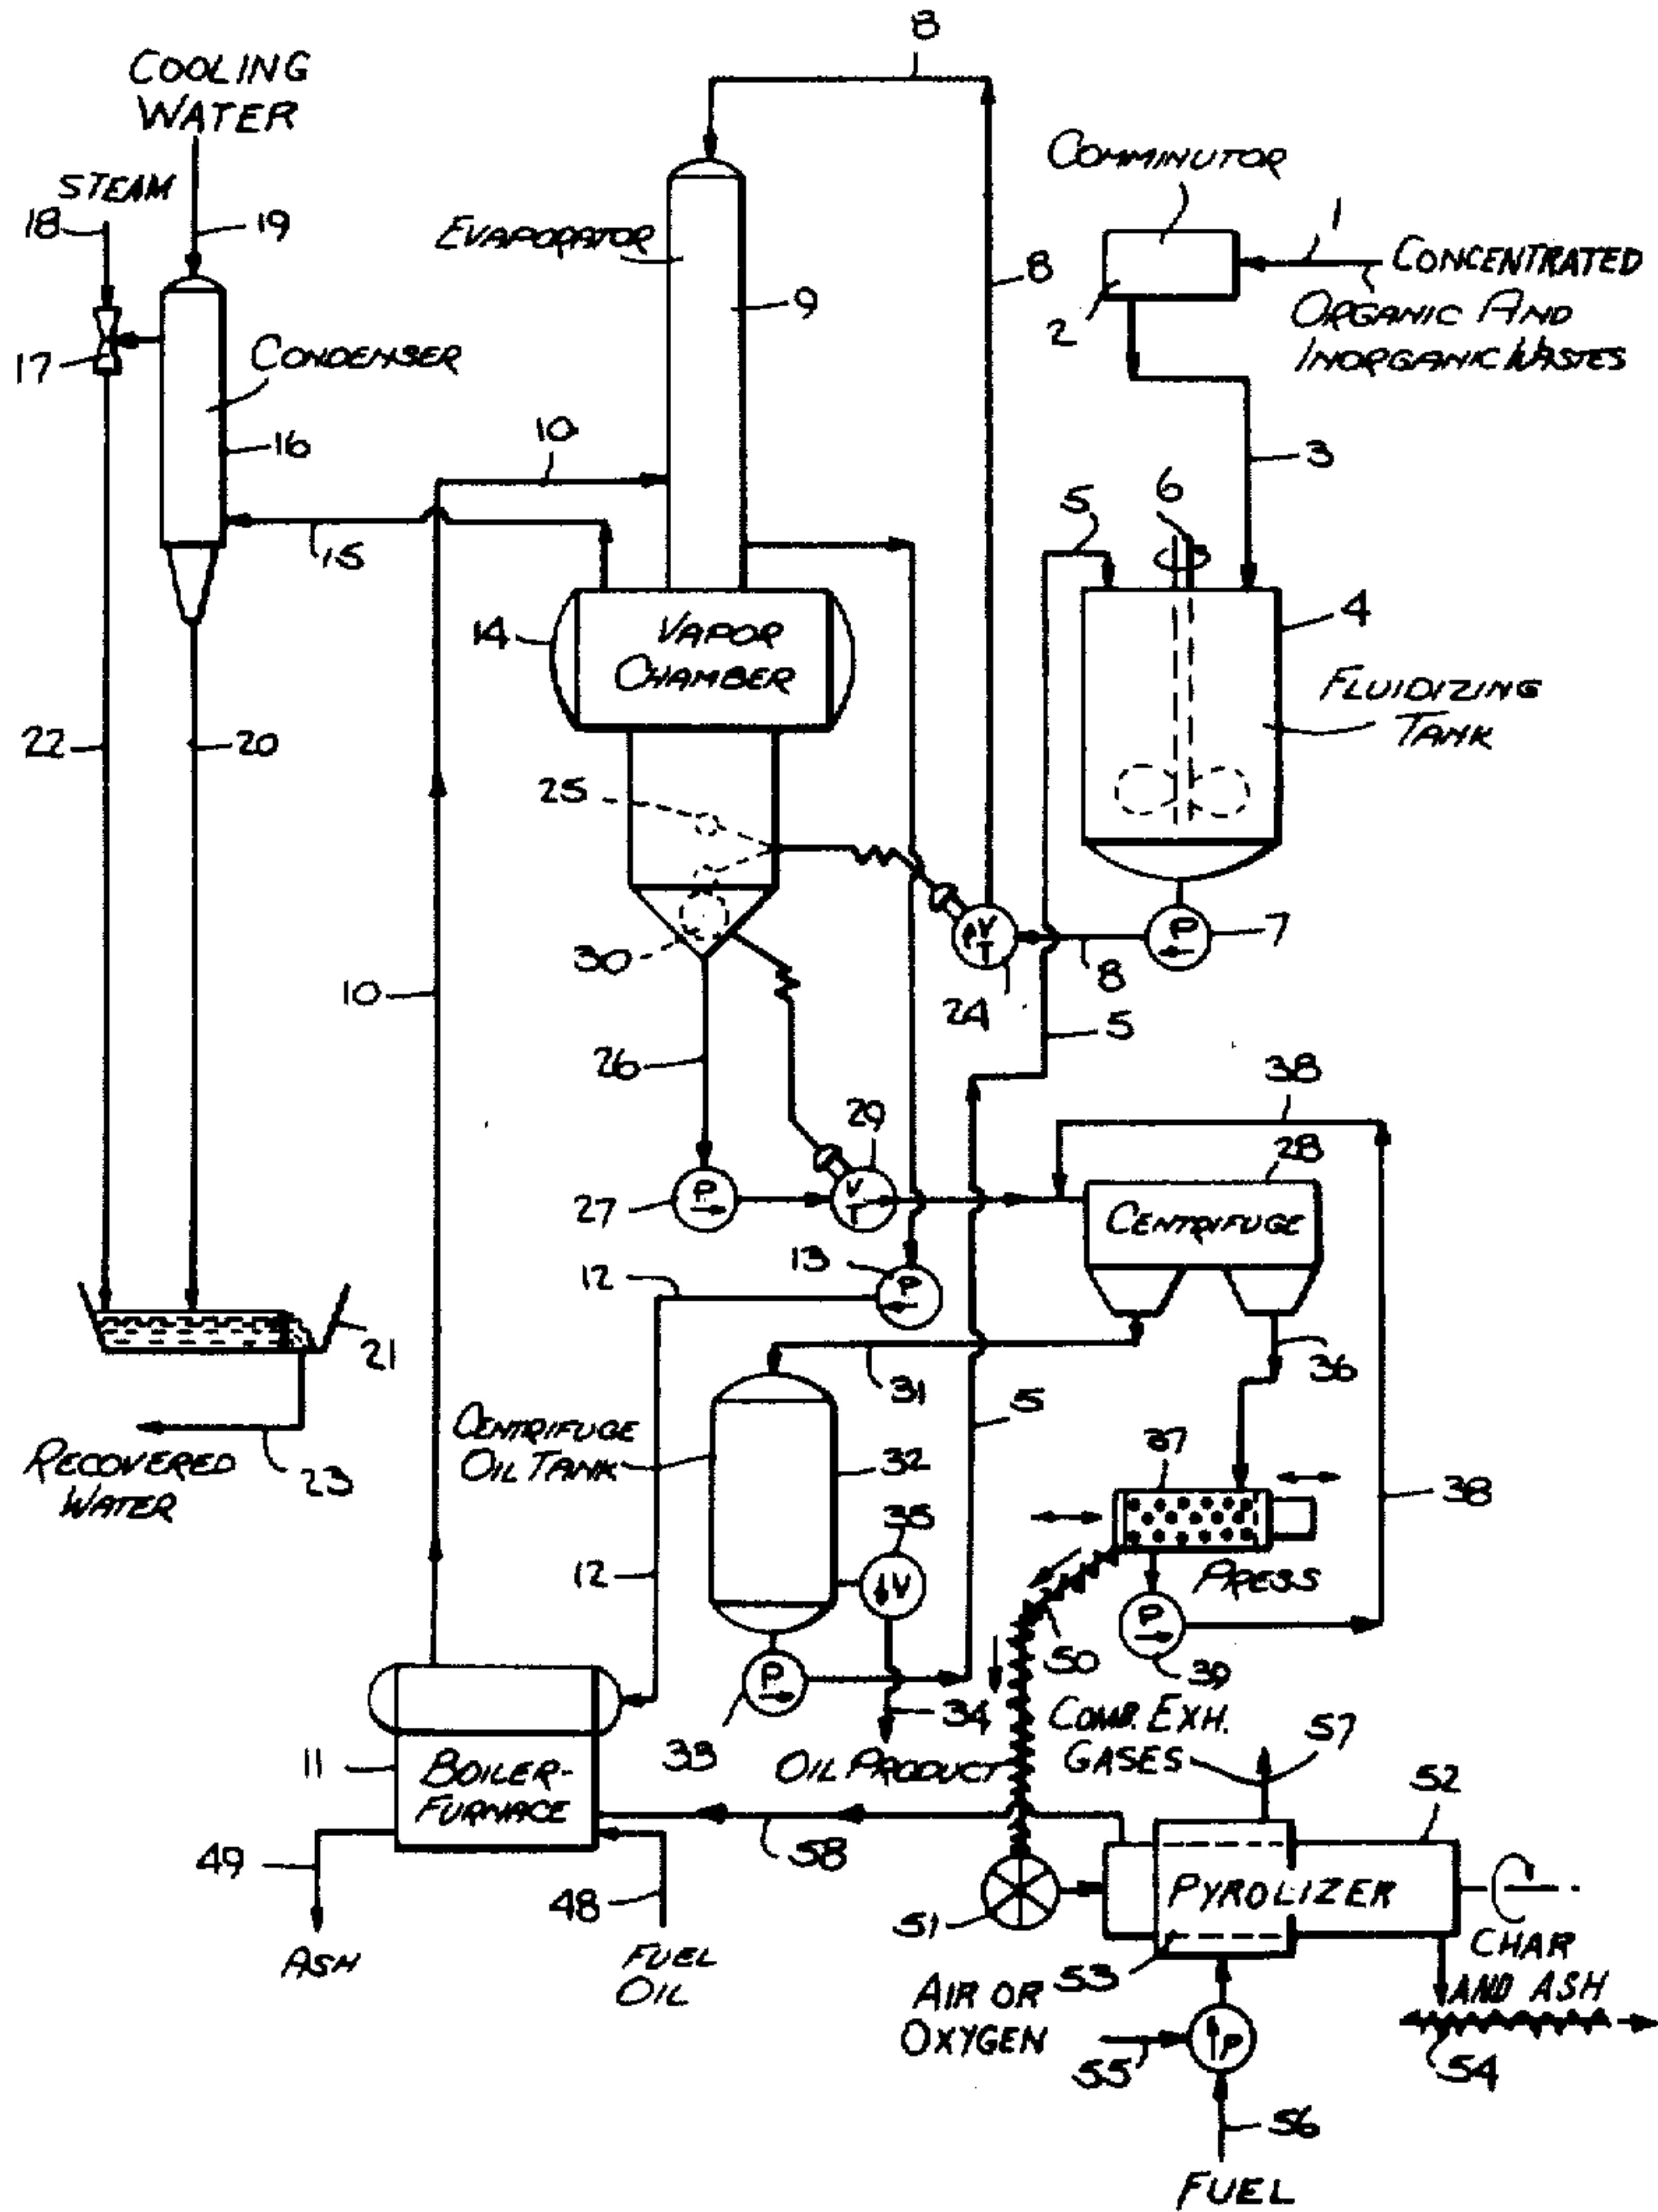 8
COOLING
WATER
STEAM
18
19
17
CONDENSER
16
EVAPORATOR
9
8
COMMINUTOR
1
2
CONCENTRATED
ORGANIC AND
INORGANIC WASTES
3
10
15
5
6
4
14
VAPOR
CHAMBER
FLUIDIZING
TANK
22
20
25
30
P
7
V
T
24
8
10
26
5
38
29
28
P
27
V
T
CENTRIFUGE
13
P
12
21
31
36
5
RECOVERED
WATER
23
CENTRIFUGE
OIL TANK
32
37
38
35
V
12
PRESS
P
39
50
P
33
34
OIL PRODUCT
COMB. EXH.
GASES
57
52
11
BOILER-
FURNACE
58
49
48
ASH
FUEL
OIL
51
PYROLIZER
53
CHAR
AND ASH
54
AIR OR
OXYGEN
55
P
56
FUEL